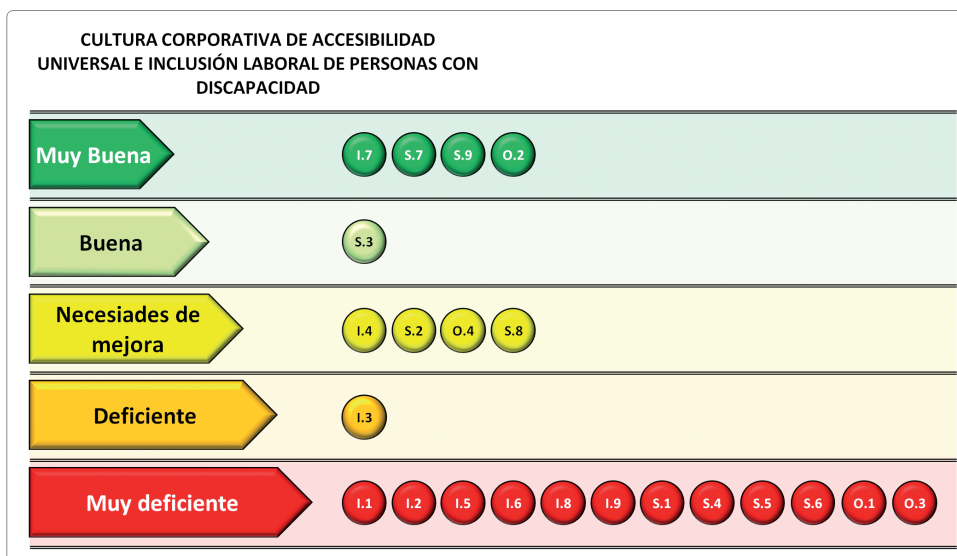 CULTURA CORPORATIVA DE ACCESIBILIDAD
UNIVERSAL E INCLUSIÓN LABORAL DE PERSONAS CON
DISCAPACIDAD
Muy Buena
I.7 S.7 S.9 O.2
Buena
S.3
Necesiades de
mejora
I.4 S.2 O.4 S.8
Deficiente
I.3
Muy deficiente
I.1 I.2 I.5 I.6 I.8 I.9 S.1 S.4 S.5 S.6 O.1 O.3